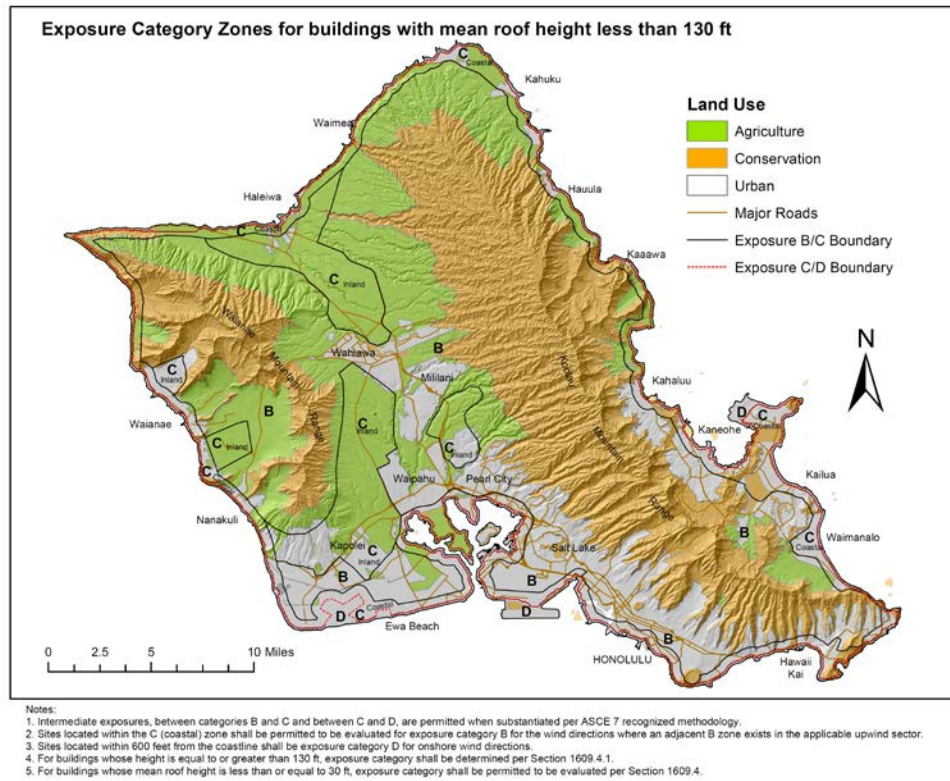 Exposure Category Zones for buildings with mean roof height less than 130 ft
C
Coastal
Kahuku
Waimea
Land Use
Agriculture
Conservation
Urban
Major Roads
Exposure B/C Boundary
Exposure C/D Boundary
Haleiwa
Hauula
C Coastal
Kaaawa
C Inland
Waianae
Mountain
Range
Wahiawa
B
Mililani
Koolau
Mountain
Range
N
C
Inland
Kahaluu
D C
Coastal
Waianae
B
C
Inland
Kaneohe
C Inland
C
Inland
Kailua
Waipahu
Pearl City
C
Coastal
Nanakuli
B
C
Coastal
Waimanalo
Kapolei
C
Inland
Salt Lake
B
B
D C Coastal
D
Ewa Beach
B
HONOLULU
Hawaii
Kai
0 2.5 5 10 Miles
Notes:
1. Intermediate exposures, between categories B and C and between C and D, are permitted when substantiated per ASCE 7 recognized methodology.
2. Sites located within the C (coastal) zone shall be permitted to be evaluated for exposure category B for the wind directions where an adjacent B zone exists in the applicable upwind sector.
3. Sites located within 600 feet from the coastline shall be exposure category D for onshore wind directions.
4. For buildings whose height is equal to or greater than 130 ft, exposure category shall be determined per Section 1609.4.1.
5. For buildings whose mean roof height is less than or equal to 30 ft, exposure category shall be permitted to be evaluated per Section 1609.4.